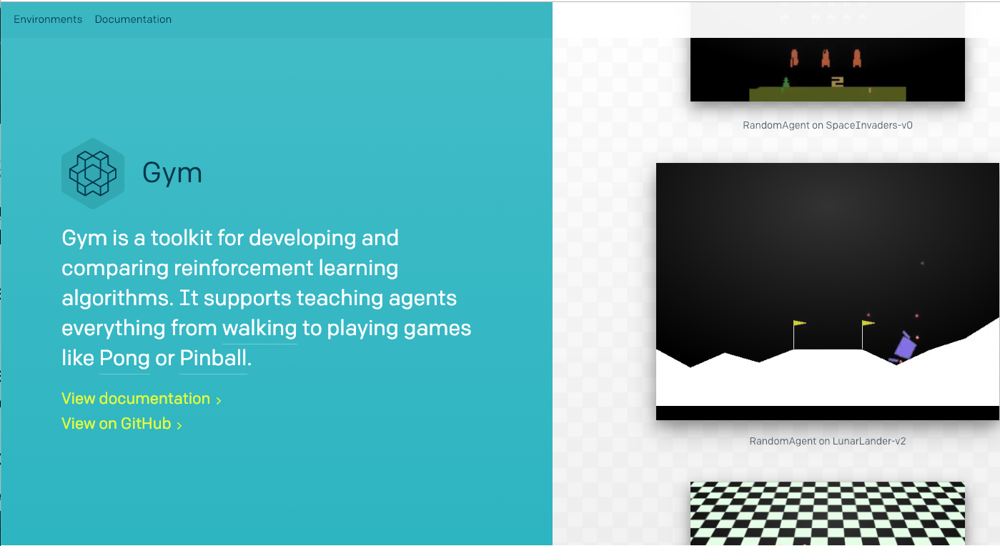 Environments Documentation
Gym
Gym is a toolkit for developing and
comparing reinforcement learning
algorithms. It supports teaching agents
everything from walking to playing games
like Pong or Pinball.
View documentation ›
View on GitHub ›
2
RandomAgent on SpaceInvaders-v0
RandomAgent on LunarLander-v2